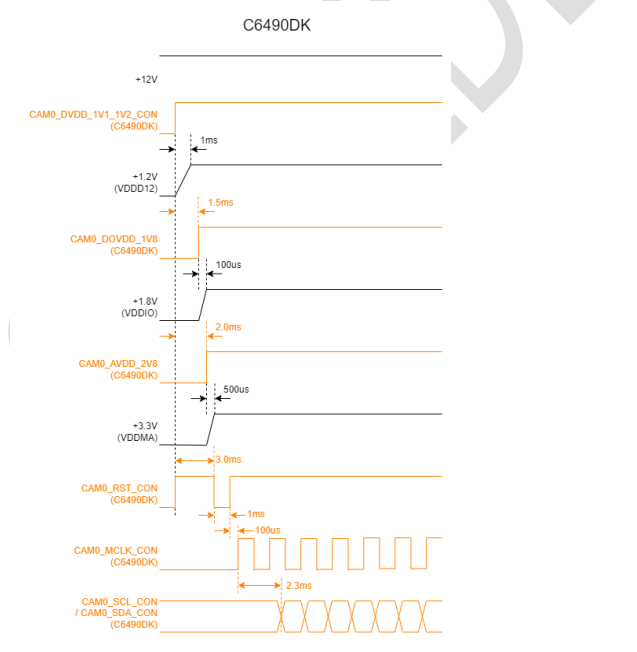 C6490DK
+12V
CAM0_DVDD_1V1_1V2_CON
(C6490DK)
1ms
+1.2V
(VDDD12)
1.5ms
CAM0_DOVDD_1V8
(C6490DK)
100us
+1.8V
(VDDIO)
2.0ms
CAM0_AVDD_2V8
(C6490DK)
500us
+3.3V
(VDDMA)
3.0ms
CAM0_RST_CON
(C6490DK)
1ms
100us
CAM0_MCLK_CON
(C6490DK)
2.3ms
CAM0_SCL_CON
/ CAM0_SDA_CON
(C6490DK)